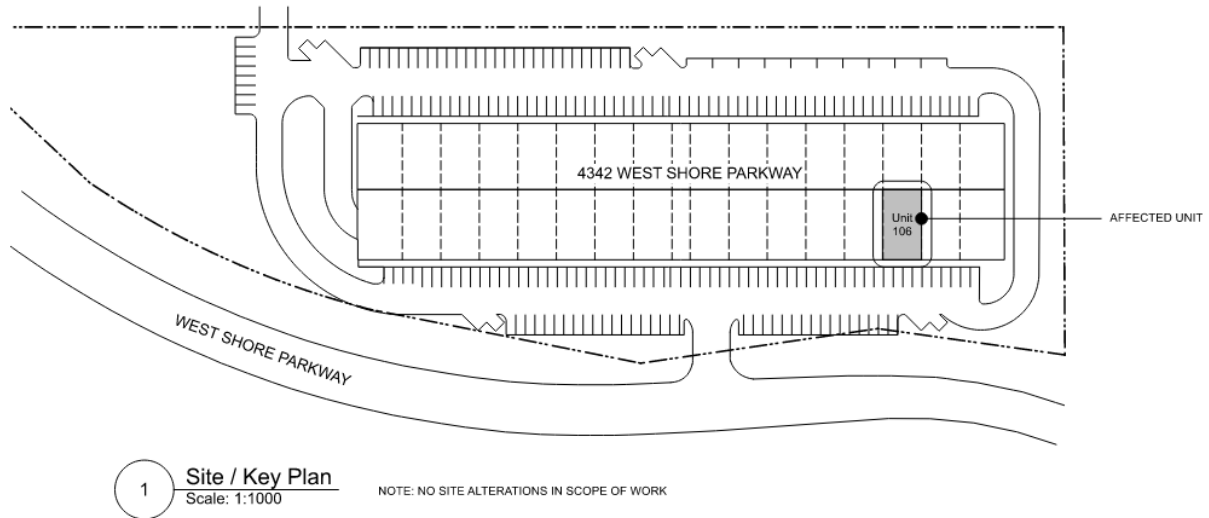 4342 WEST SHORE PARKWAY
Unit
106
AFFECTED UNIT
WEST SHORE PARKWAY
1
Site / Key Plan
Scale: 1:1000
NOTE: NO SITE ALTERATIONS IN SCOPE OF WORK